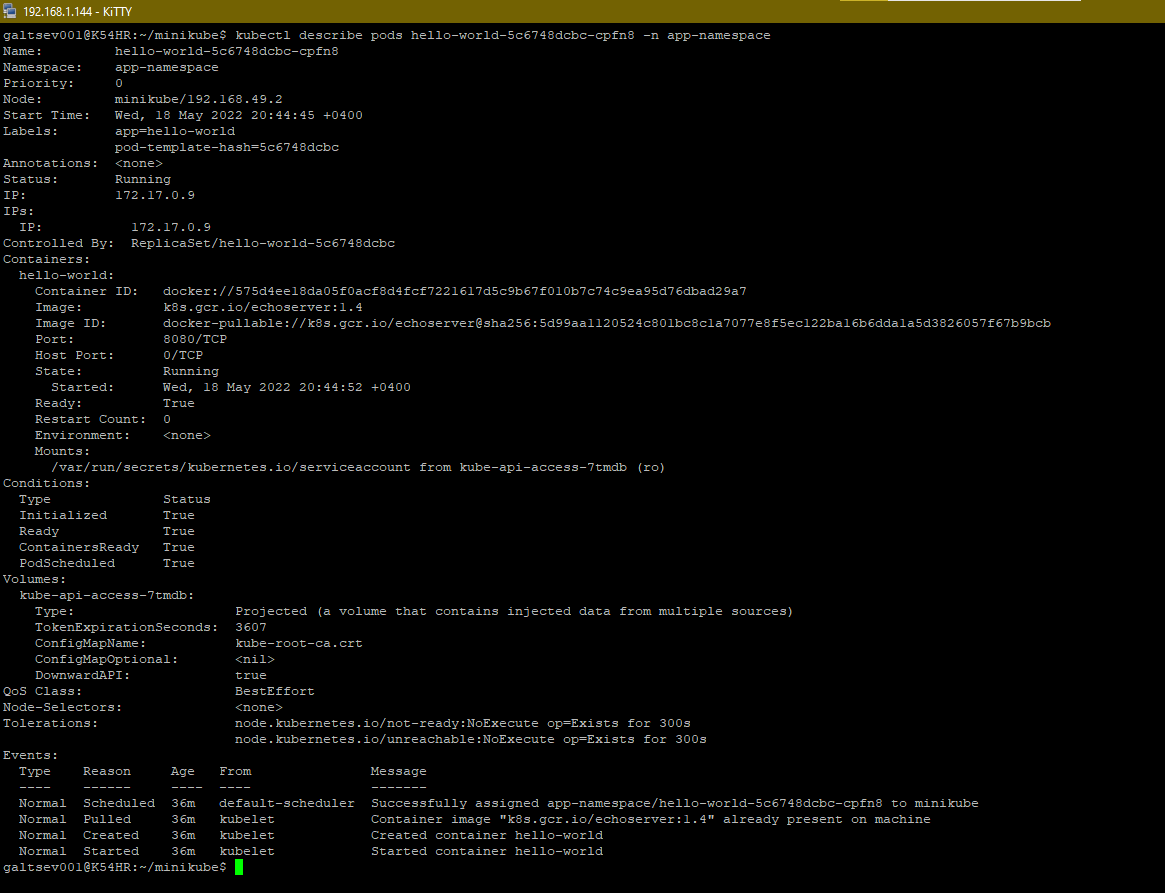 192.168.1.144 - KiTTY
galtsev001@K54HR:~/minikube$ kubectl describe pods hello-world-5c6748dcbc-cpfn8 -n app-namespace
Name:         hello-world-5c6748dcbc-cpfn8
Namespace:    app-namespace
Priority:     0
Node:         minikube/192.168.49.2
Start Time:   Wed, 18 May 2022 20:44:45 +0400
Labels:       app=hello-world
              pod-template-hash=5c6748dcbc
Annotations:  <none>
Status:       Running
IP:           172.17.0.9
IPs:
  IP:           172.17.0.9
Controlled By:  ReplicaSet/hello-world-5c6748dcbc
Containers:
  hello-world:
    Container ID:   docker://575d4ee18da05f0acf8d4fcf7221617d5c9b67f010b7c74c9ea95d76dbad29a7
    Image:          k8s.gcr.io/echoserver:1.4
    Image ID:       docker-pullable://k8s.gcr.io/echoserver@sha256:5d99aa1120524c801bc8c1a7077e8f5ec122ba16b6dda1a5d3826057f67b9bcb
    Port:           8080/TCP
    Host Port:      0/TCP
    State:          Running
      Started:      Wed, 18 May 2022 20:44:52 +0400
    Ready:          True
    Restart Count:  0
    Environment:    <none>
    Mounts:
      /var/run/secrets/kubernetes.io/serviceaccount from kube-api-access-7tmdb (ro)
Conditions:
  Type              Status
  Initialized       True
  Ready             True
  ContainersReady   True
  PodScheduled      True
Volumes:
  kube-api-access-7tmdb:
    Type:                    Projected (a volume that contains injected data from multiple sources)
    TokenExpirationSeconds:  3607
    ConfigMapName:           kube-root-ca.crt
    ConfigMapOptional:       <nil>
    DownwardAPI:             true
QoS Class:                   BestEffort
Node-Selectors:              <none>
Tolerations:                 node.kubernetes.io/not-ready:NoExecute op=Exists for 300s
                             node.kubernetes.io/unreachable:NoExecute op=Exists for 300s
Events:
  Type    Reason     Age   From               Message
  ----    ------     ----  ----               -------
  Normal  Scheduled  36m   default-scheduler  Successfully assigned app-namespace/hello-world-5c6748dcbc-cpfn8 to minikube
  Normal  Pulled     36m   kubelet            Container image "k8s.gcr.io/echoserver:1.4" already present on machine
  Normal  Created    36m   kubelet            Created container hello-world
  Normal  Started    36m   kubelet            Started container hello-world
galtsev001@K54HR:~/minikube$